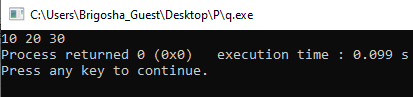 C:\Users\Brigosha_Guest\Desktop\P\q.exe
10 20 30
Process returned 0 (0x0)   execution time : 0.099 s
Press any key to continue.